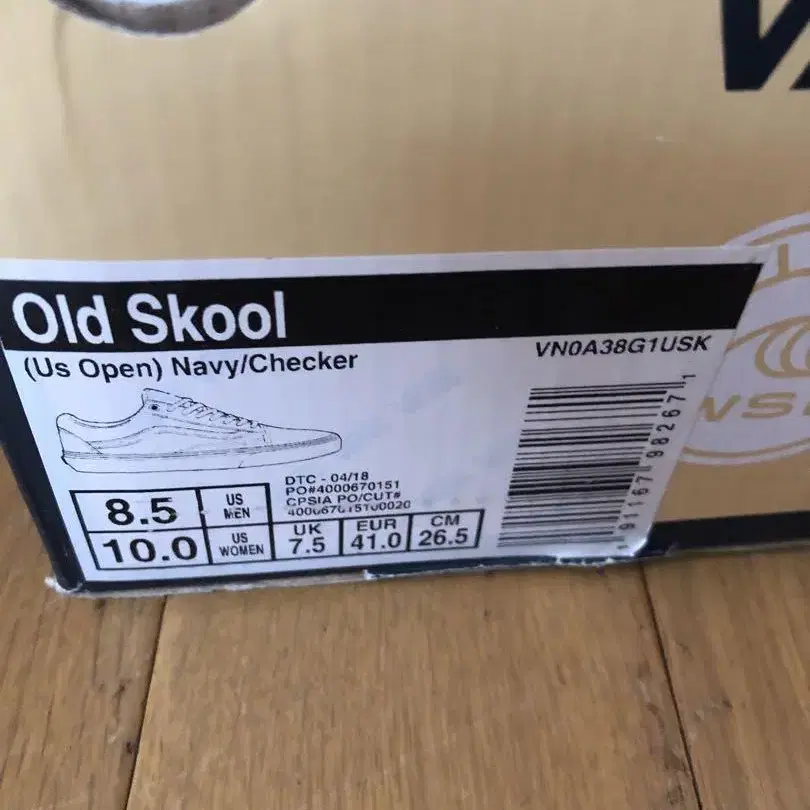 Old Skool
(Us Open) Navy/Checker
VN0A38G1USK
DTC - 04/18
PO#4000670151
CPSIA PO/CUT#
400067015100020
8.5 US MEN
10.0 US WOMEN
UK 7.5
EUR 41.0
CM 26.5